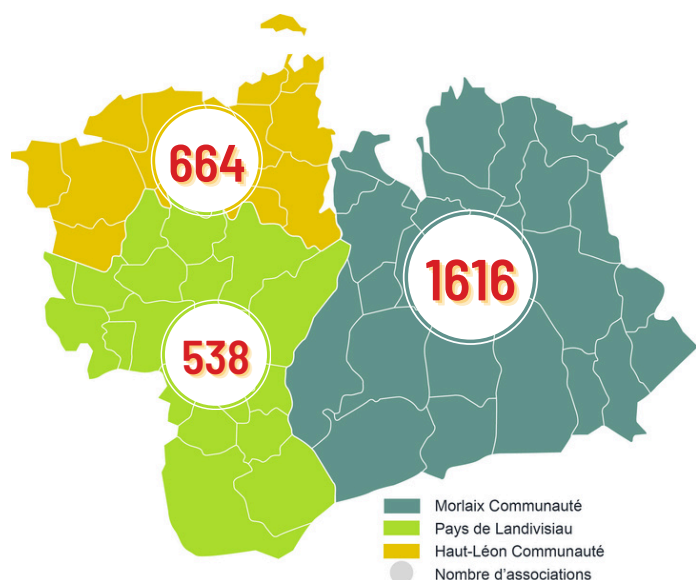 664
1616
538
Morlaix Communauté
Pays de Landivisiau
Haut-Léon Communauté
Nombre d'associations